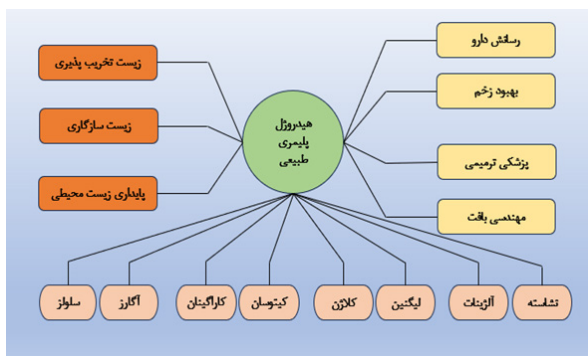 رسانش دارو
زیست تخریب پذیری
بهبود زخم
هیدروژل
پلیمری
طبیعی
زیست سازگاری
پزشکی ترمیمی
پایداری زیست محیطی
مهندسی بافت
نشاسته
آلژینات
لیگنین
کلاژن
کیتوسان
کاراگینان
آگارز
سلولز